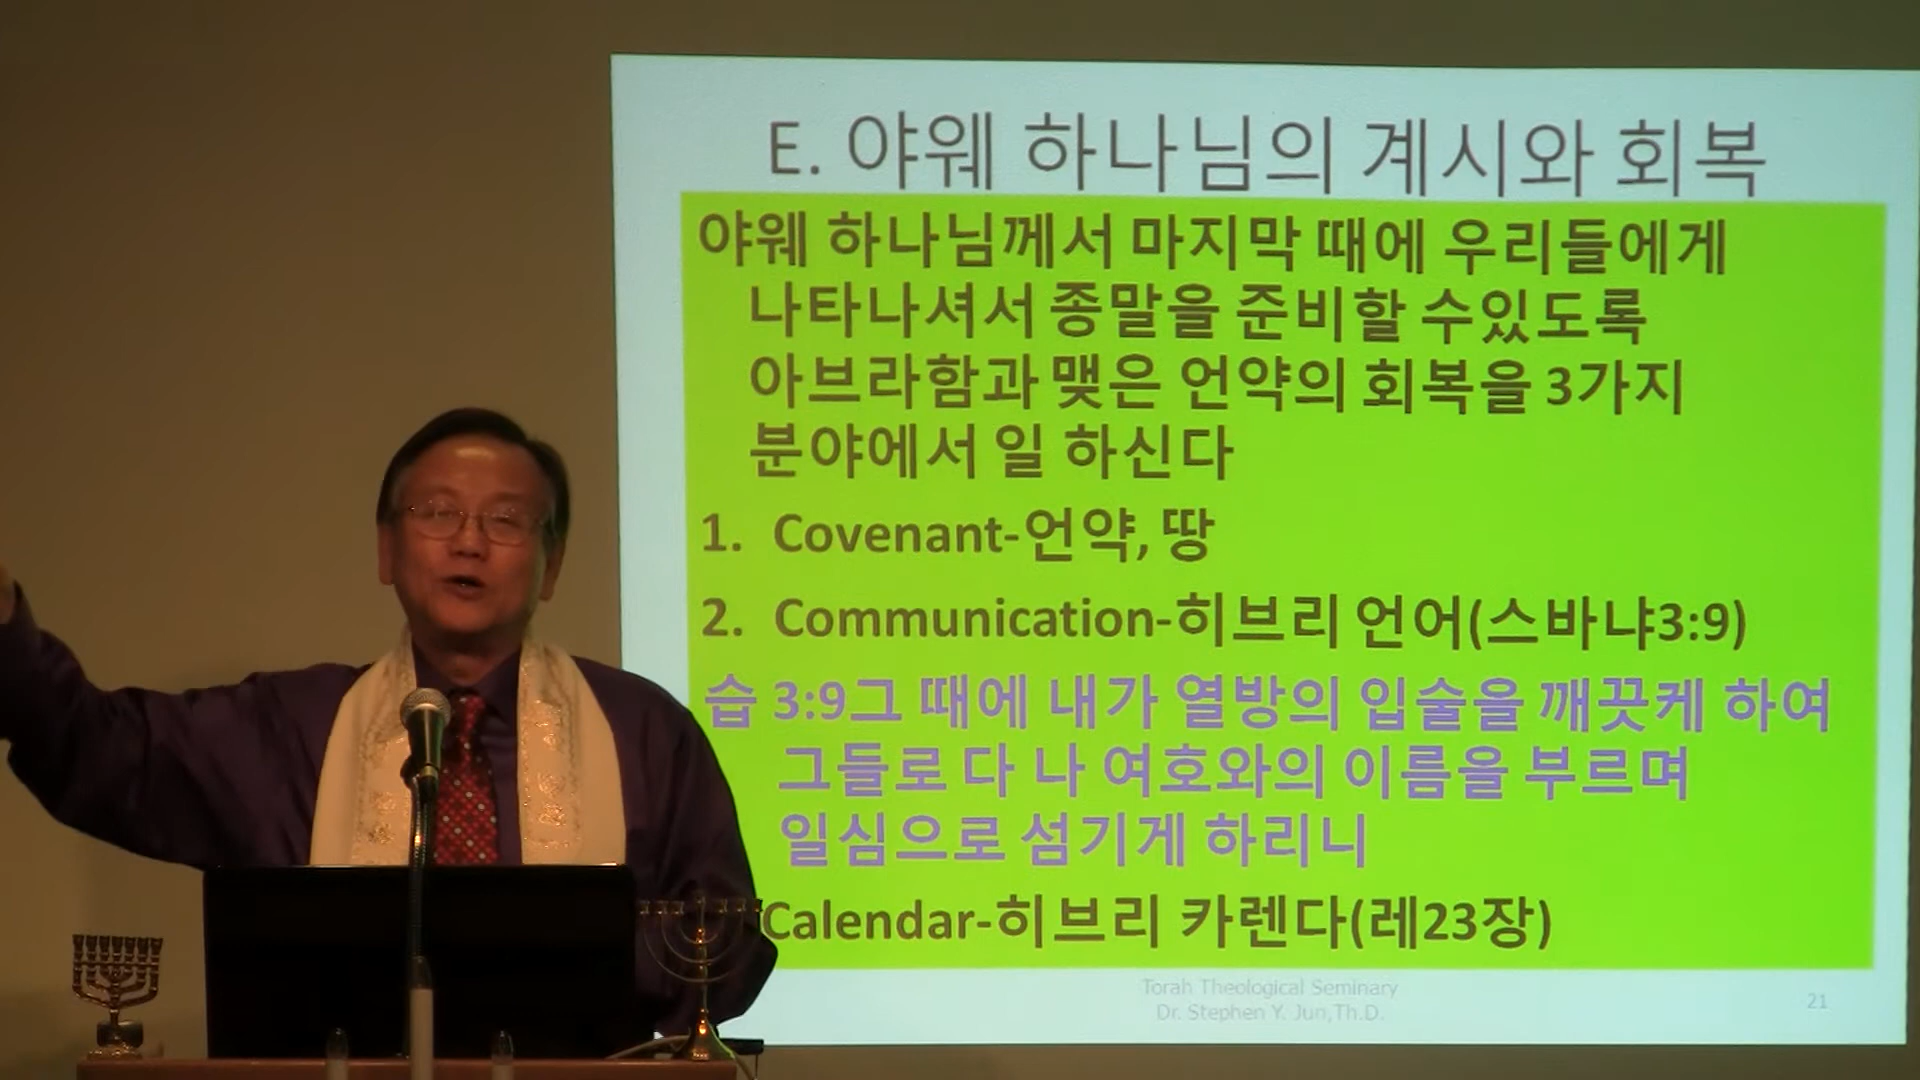 E. 야웨 하나님의 계시와 회복
야웨 하나님께서 마지막 때에 우리들에게
나타나셔서 종말을 준비할 수있도록
아브라함과 맺은 언약의 회복을 3가지
분야에서 일 하신다
1. Covenant-언약, 땅
2. Communication-히브리 언어(스바냐3:9)
습 3:9그 때에 내가 열방의 입술을 깨끗케 하여
그들로 다 나 여호와의 이름을 부르며
일심으로 섬기게 하리니
Calendar-히브리 카렌다(레23장)
Torah Theological Seminary
Dr. Stephen Y. Jun,Th.D.
21